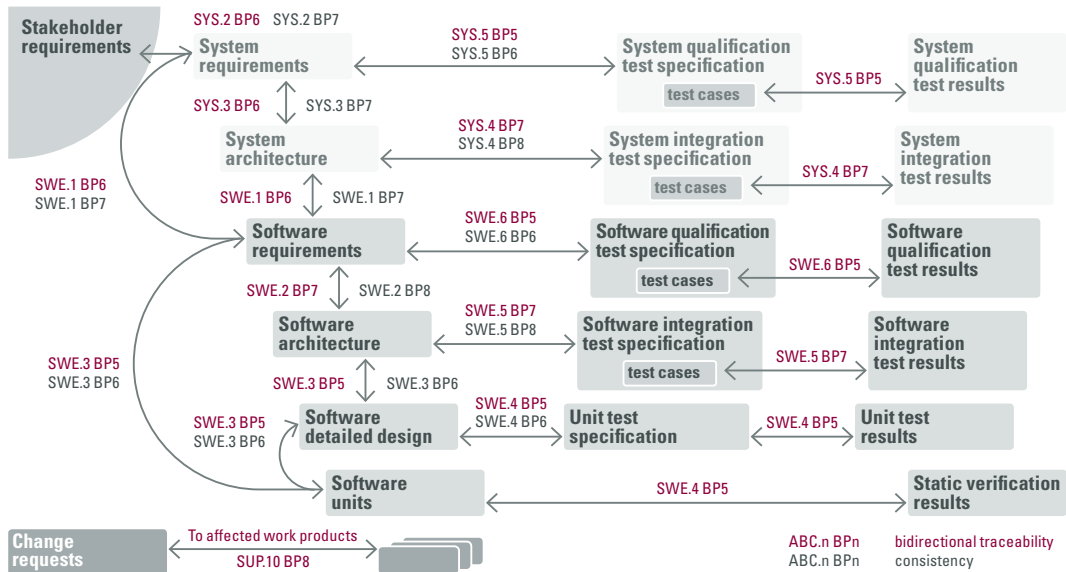 Stakeholder
requirements
SYS.2 BP6 SYS.2 BP7
System
requirements
SYS.5 BP5
SYS.5 BP6
System qualification
test specification
test cases
SYS.5 BP5
System
qualification
test results
SYS.3 BP6 SYS.3 BP7
System
architecture
SYS.4 BP7
SYS.4 BP8
System integration
test specification
test cases
SYS.4 BP7
System
integration
test results
SWE.1 BP6
SWE.1 BP7
SWE.1 BP6 SWE.1 BP7
Software
requirements
SWE.6 BP5
SWE.6 BP6
Software qualification
test specification
test cases
SWE.6 BP5
Software
qualification
test results
SWE.2 BP7 SWE.2 BP8
Software
architecture
SWE.5 BP7
SWE.5 BP8
Software integration
test specification
test cases
SWE.5 BP7
Software
integration
test results
SWE.3 BP5
SWE.3 BP6
SWE.3 BP5 SWE.3 BP6
SWE.3 BP5
SWE.3 BP6
Software
detailed design
SWE.4 BP5
SWE.4 BP6
Unit test
specification
SWE.4 BP5
Unit test
results
Software
units
SWE.4 BP5
Static verification
results
Change
requests
To affected work products
SUP.10 BP8
ABC.n BPn bidirectional traceability
ABC.n BPn consistency